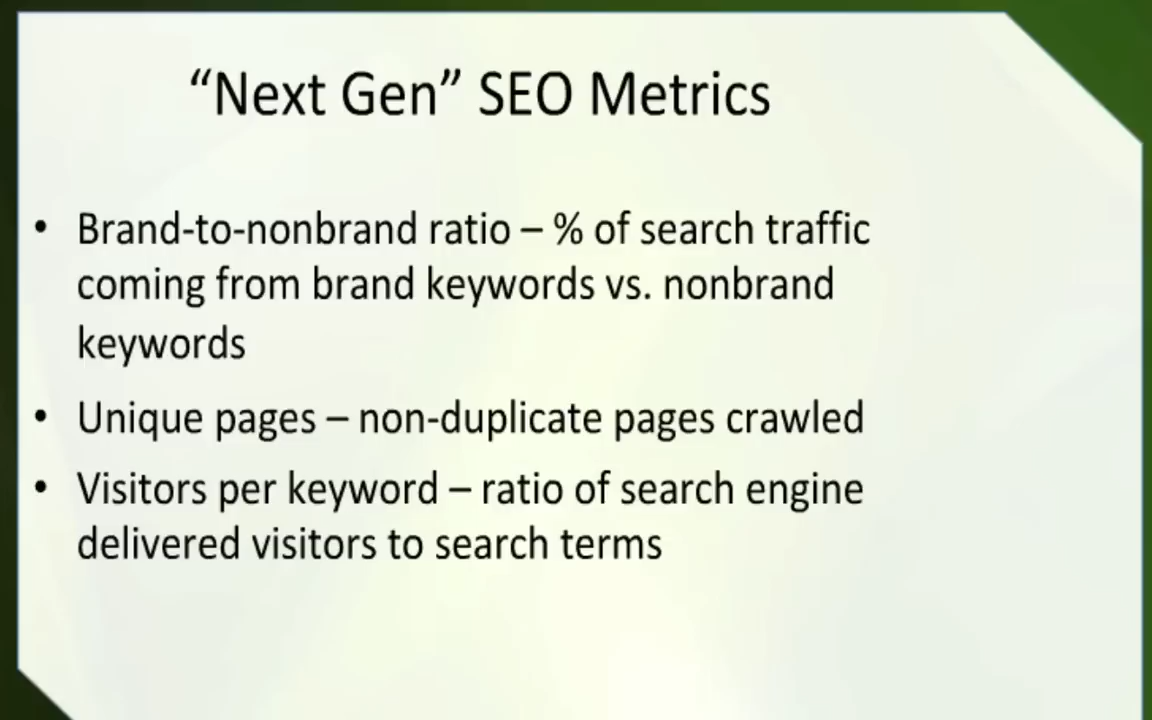 “Next Gen” SEO Metrics
• Brand-to-nonbrand ratio – % of search traffic
coming from brand keywords vs. nonbrand
keywords
• Unique pages – non-duplicate pages crawled
• Visitors per keyword – ratio of search engine
delivered visitors to search terms